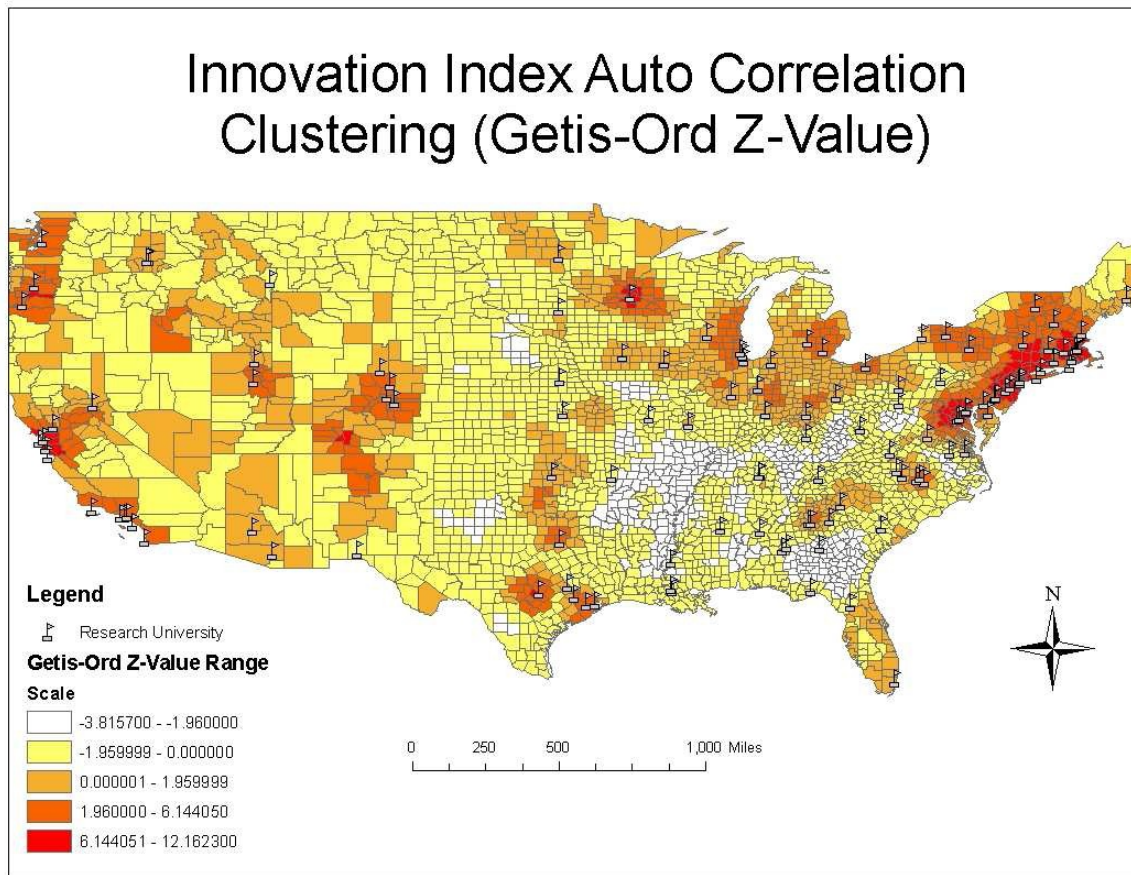 Innovation Index Auto Correlation
Clustering (Getis-Ord Z-Value)
Legend
Research University
Getis-Ord Z-Value Range
Scale
-3.815700 - -1.960000
-1.959999 - 0.000000
0.000001 - 1.959999
1.960000 - 6.144050
6.144051 - 12.162300
0 250 500 1,000 Miles
N